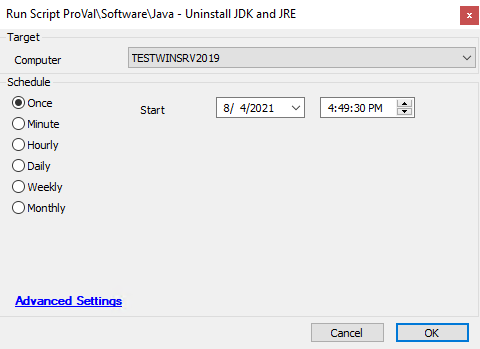 Run Script ProVal\Software\Java - Uninstall JDK and JRE
Target
Computer TESTWINSRV2019
Schedule
Once Start 8/ 4/2021 4:49:30 PM
Minute
Hourly
Daily
Weekly
Monthly
Advanced Settings
Cancel OK